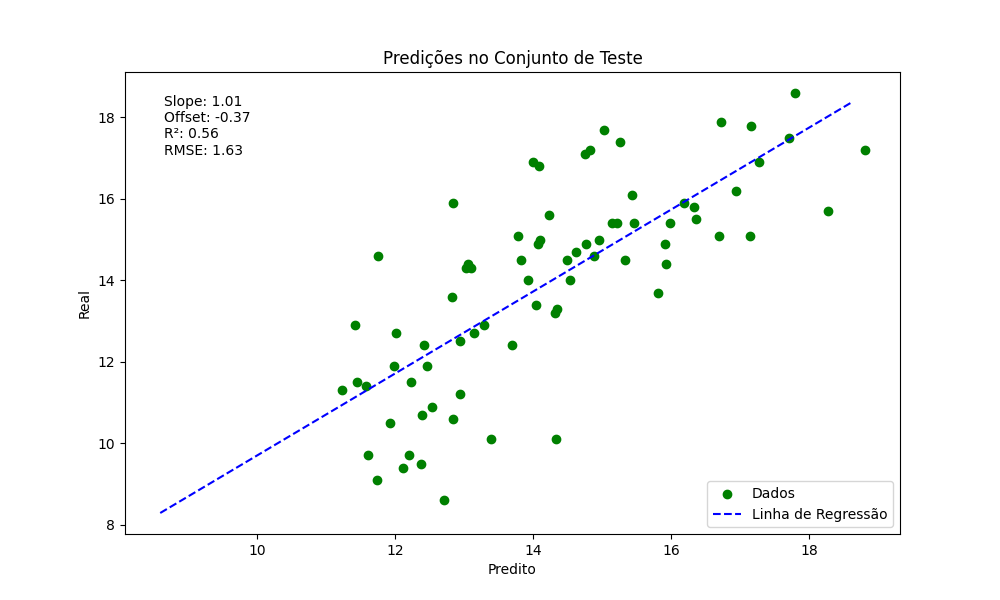 Predições no Conjunto de Teste
Slope: 1.01
Offset: -0.37
R²: 0.56
RMSE: 1.63
18
16
14
12
10
8
Real
10 12 14 16 18
Predito
Dados
Linha de Regressão